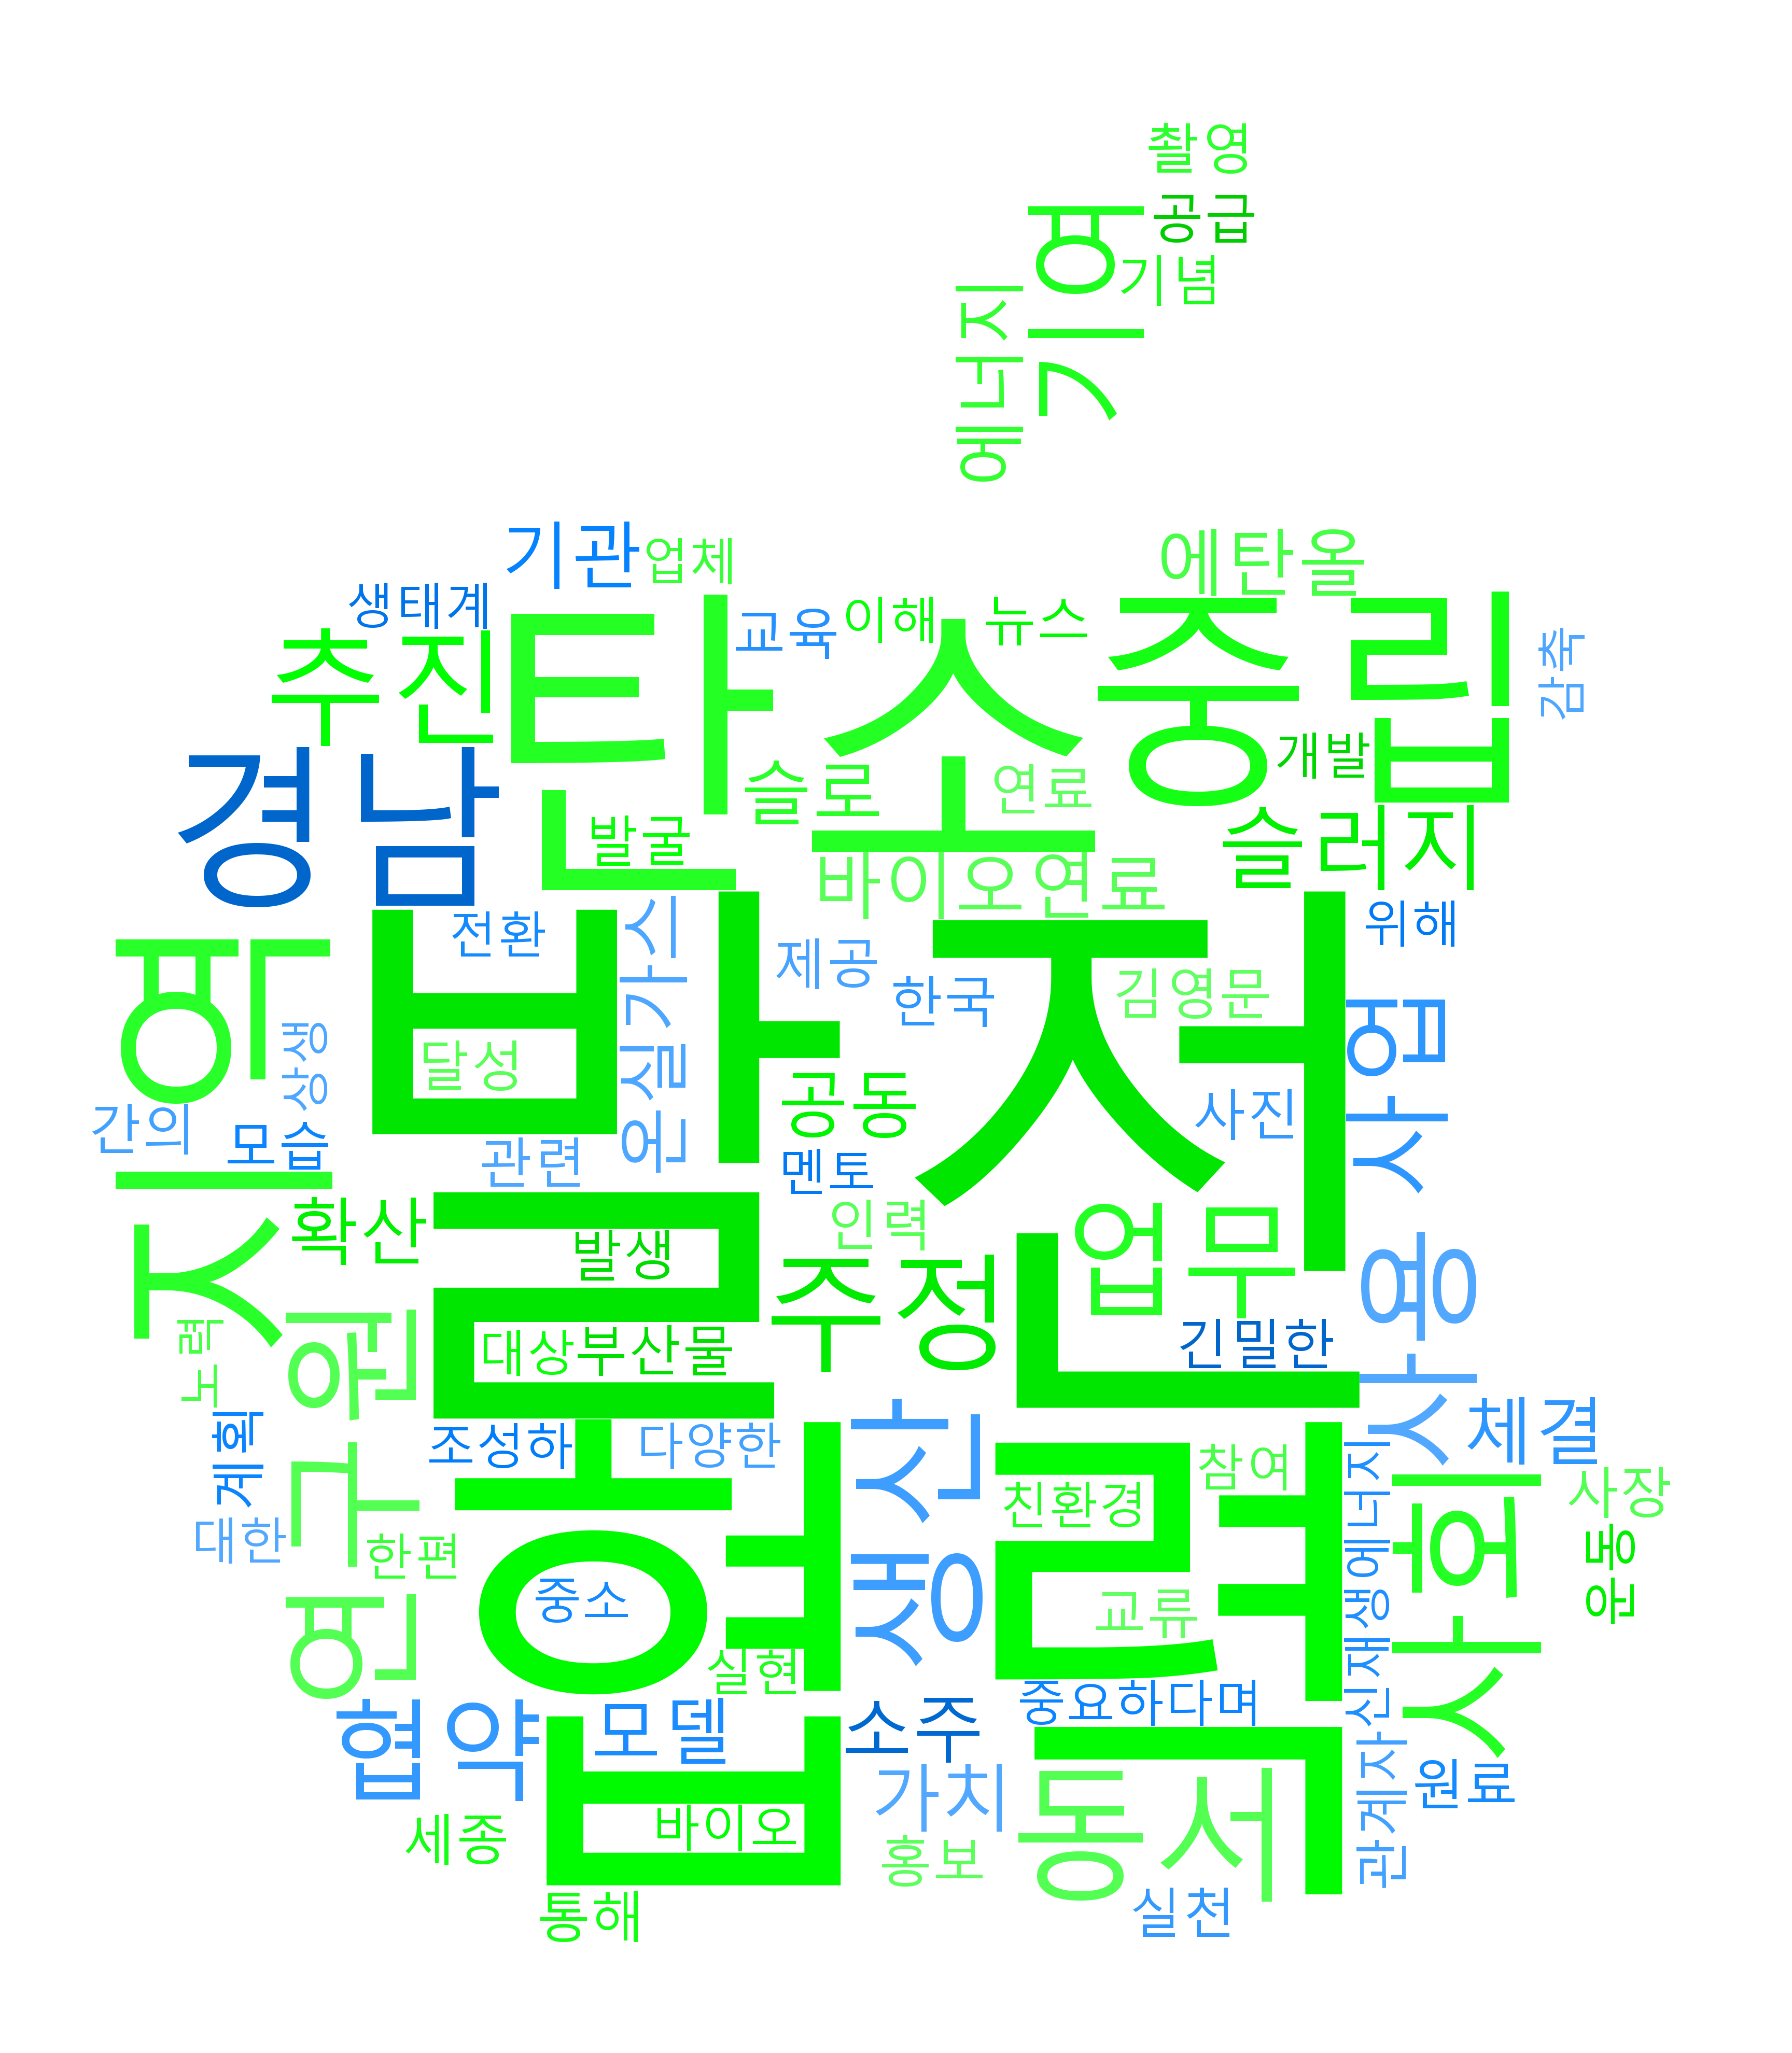 촬영
공급
기념
기여
에너지
기관
업체
에탄올
생태계
교육
이해
뉴스
추진
탄소
중립
감축
개발
경남
슬로
연료
발굴
슬러지
바이오연료
위해
전환
발전
온실가스
제공
한국
김영문
지역
상생
달성
사업
간의
모습
공동
사진
관련
멘토
확산
인력
업무
발생
주정
사용
노력
대상부산물
긴밀한
연구원
계획
조성하
다양한
생산
체결
협력
참여
친환경
사장
대한
한편
중소
교류
신재생에너지
사회
운동
실현
협약
모델
소주
중요하다며
관계자
원료
가치
동서
세종
바이오
홍보
통해
실천